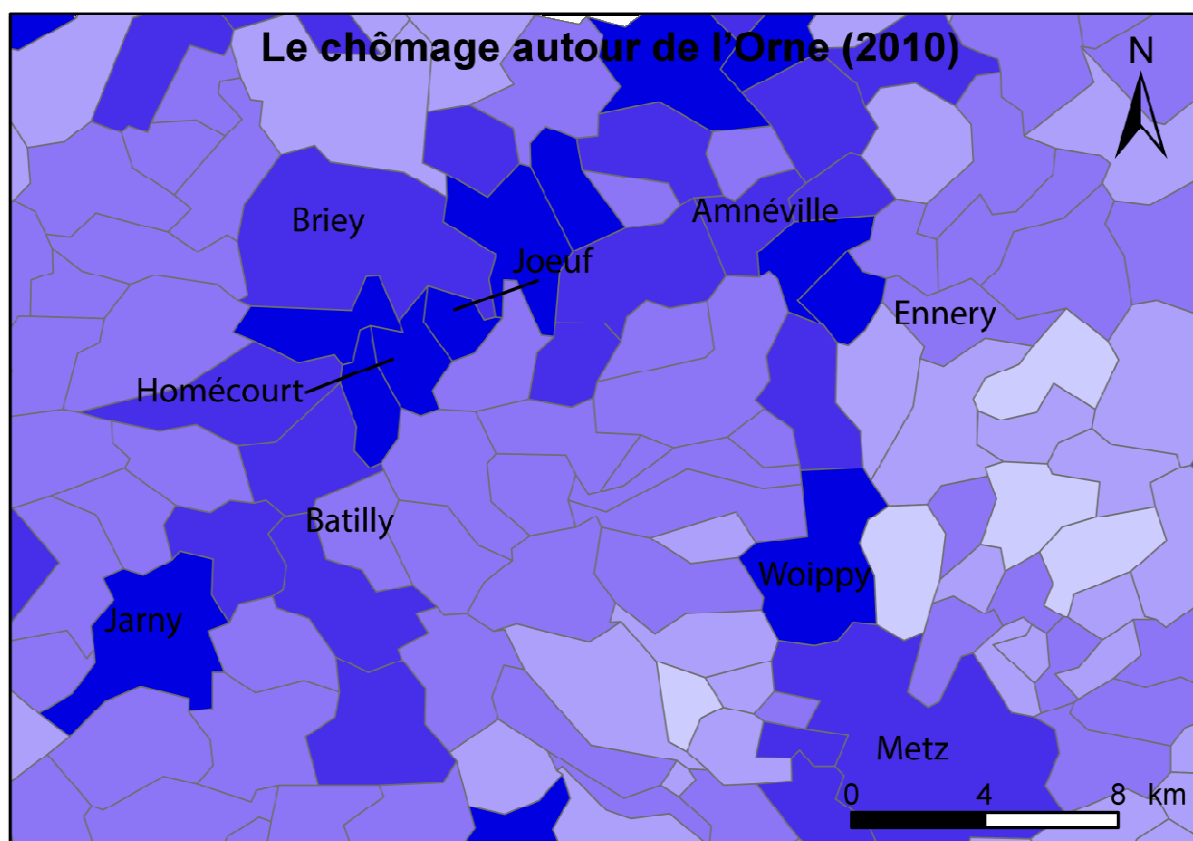 Le chômage autour de l'Orne (2010)
N
Briey
Amnéville
Joeuf
Ennery
Homécourt
Batilly
Woippy
Jarny
Metz
0 4 8 km